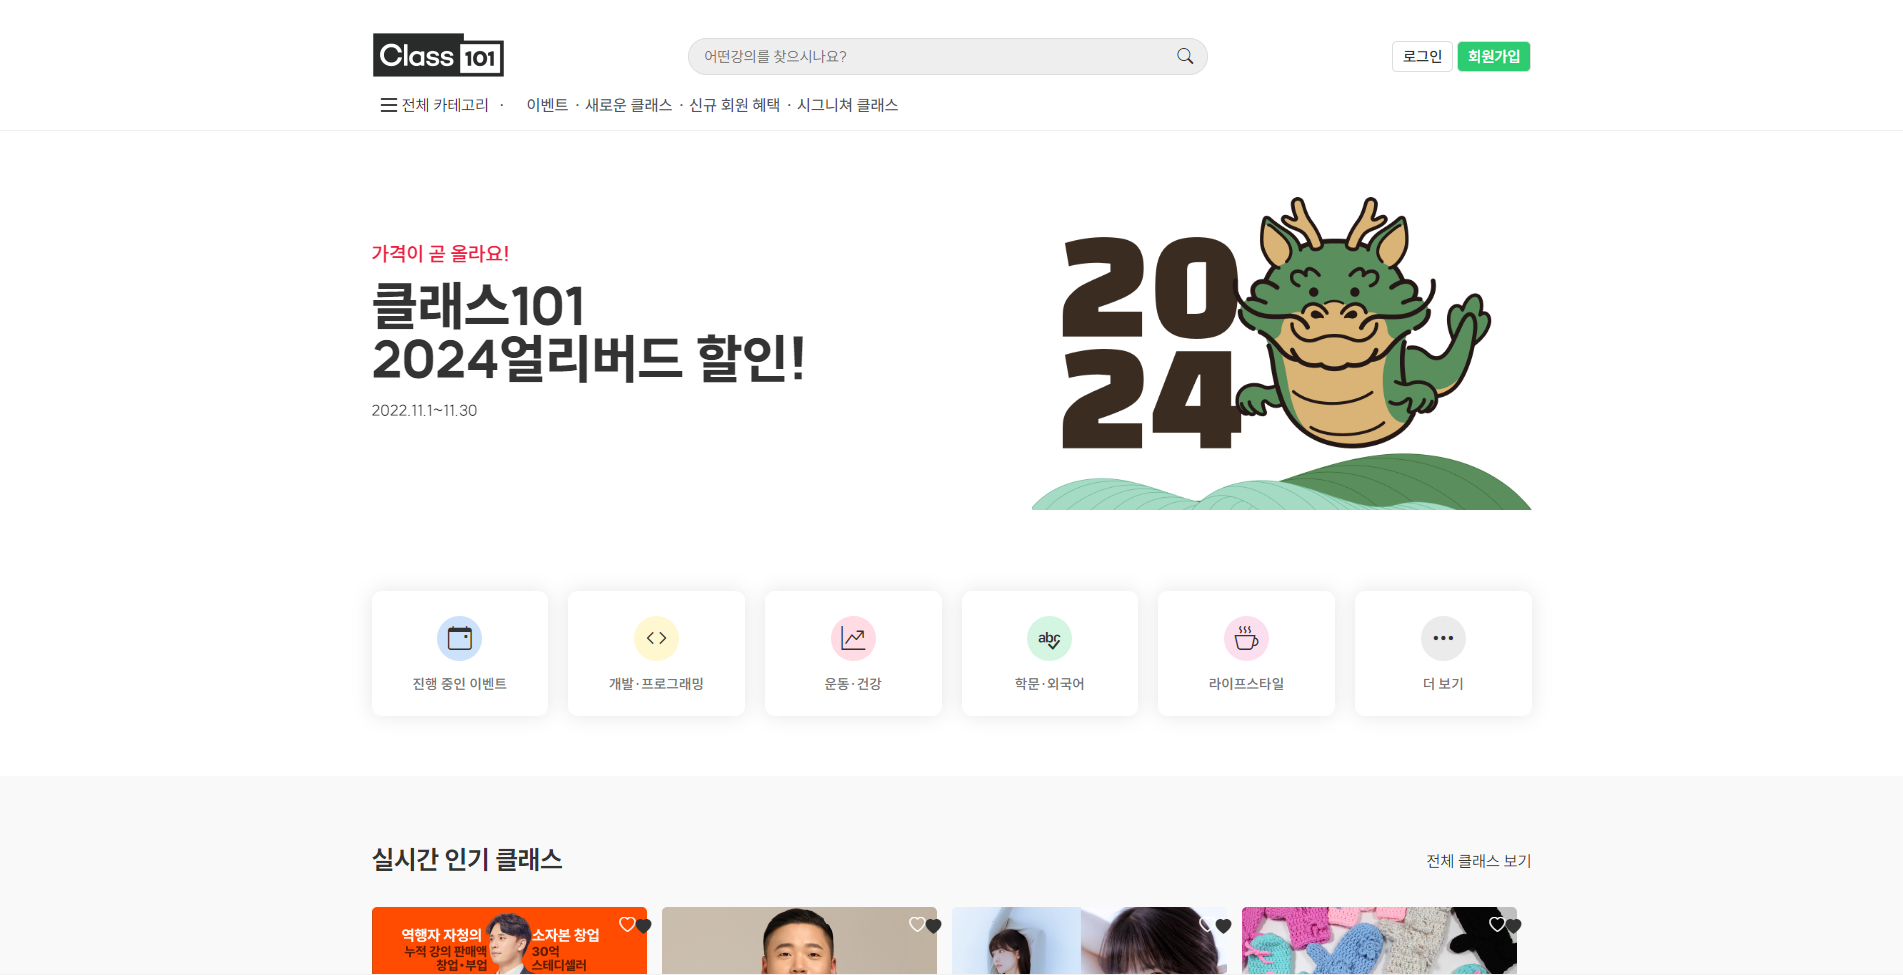 Class 101
어떤강의를 찾으시나요?
로그인
회원가입
전체 카테고리 · 이벤트 · 새로운 클래스 · 신규 회원 혜택 · 시그니쳐 클래스
가격이 곧 올라요!
클래스101
2024얼리버드 할인!
2022.11.1~11.30
20
24
abc
진행 중인 이벤트
개발·프로그래밍
운동·건강
학문·외국어
라이프스타일
더 보기
실시간 인기 클래스
전체 클래스 보기
역행자 자청의
누적 강의 판매액
창업·부업
소자본 창업
30억
스테디셀러